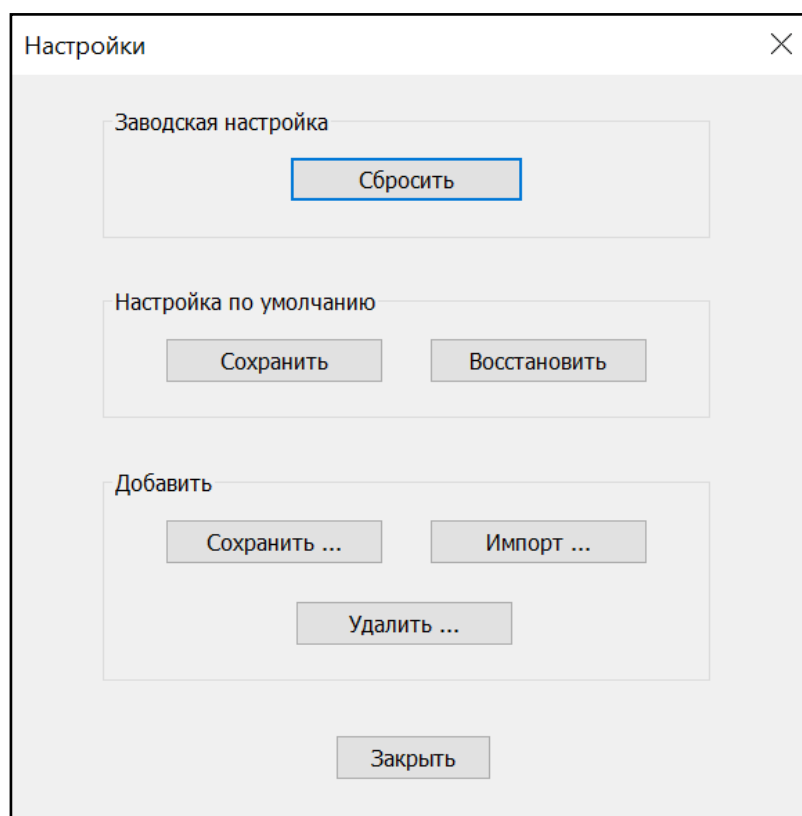 Настройки
Заводская настройка
Сбросить
Настройка по умолчанию
Сохранить Восстановить
Добавить
Сохранить ... Импорт ...
Удалить ...
Закрыть